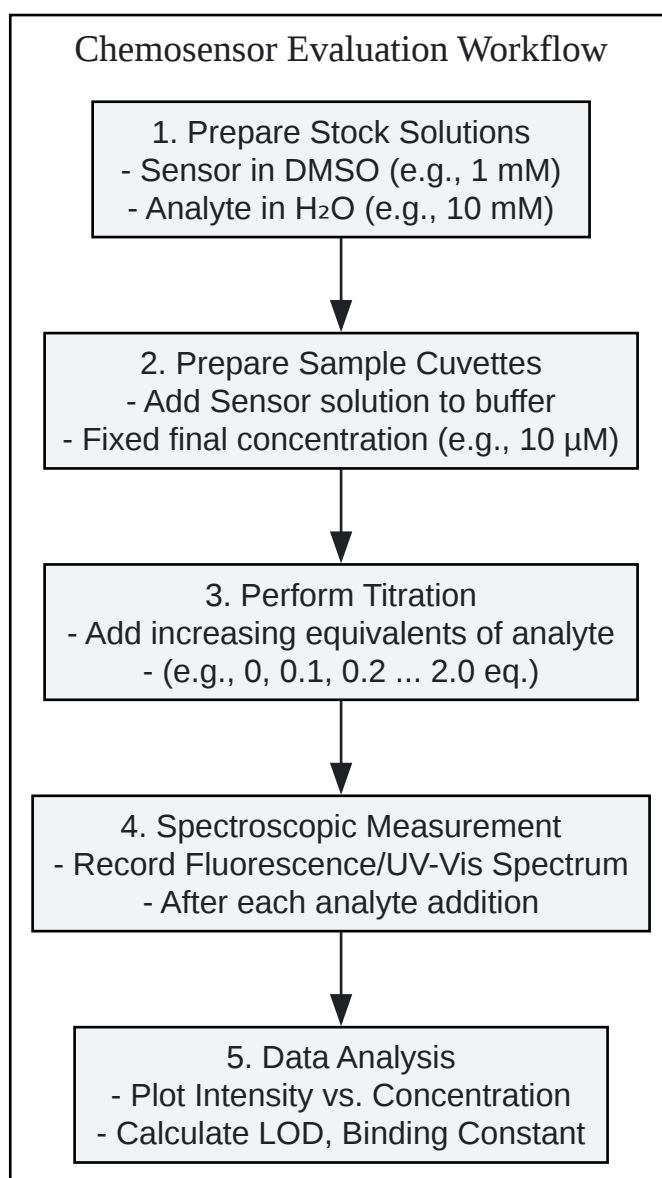 Chemosensor Evaluation Workflow
1. Prepare Stock Solutions
- Sensor in DMSO (e.g., 1 mM)
- Analyte in H₂O (e.g., 10 mM)
2. Prepare Sample Cuvettes
- Add Sensor solution to buffer
- Fixed final concentration (e.g., 10 µM)
3. Perform Titration
- Add increasing equivalents of analyte
- (e.g., 0, 0.1, 0.2 ... 2.0 eq.)
4. Spectroscopic Measurement
- Record Fluorescence/UV-Vis Spectrum
- After each analyte addition
5. Data Analysis
- Plot Intensity vs. Concentration
- Calculate LOD, Binding Constant